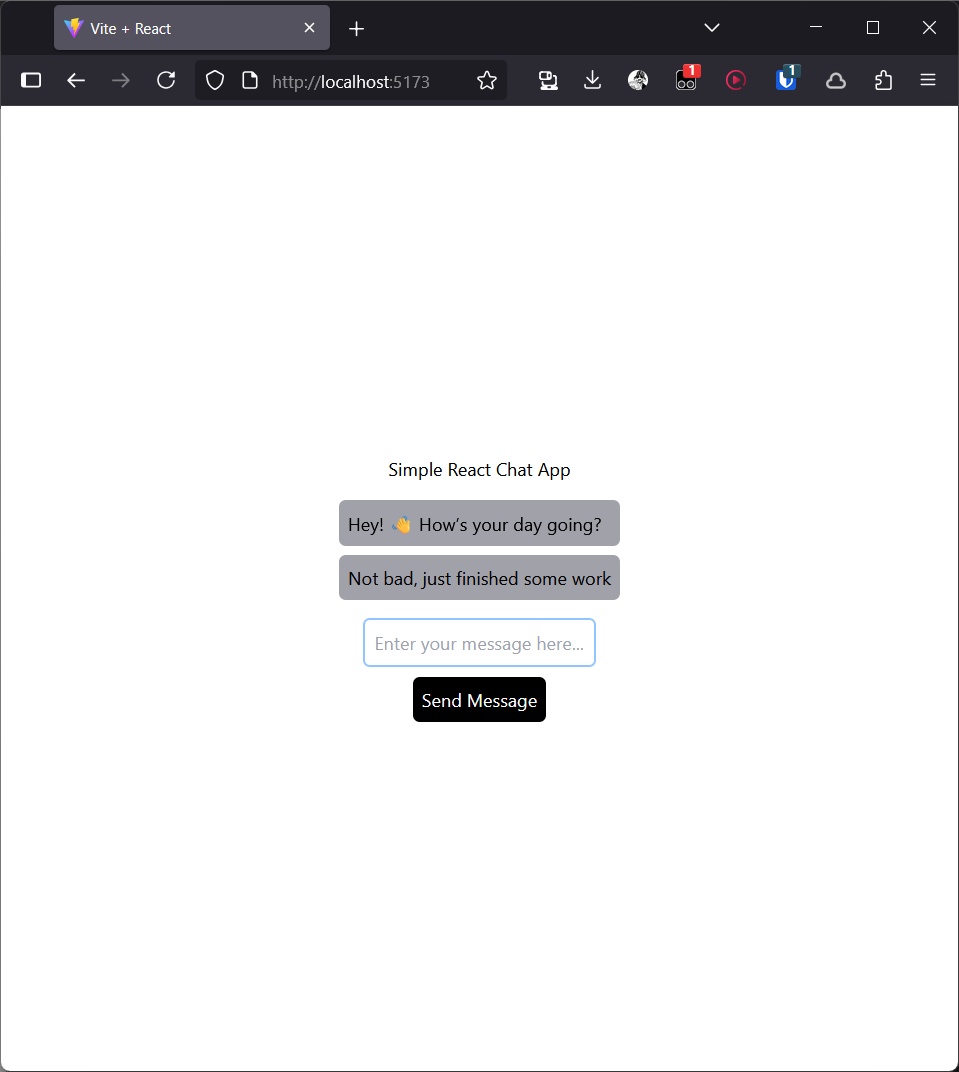 Vite + React
http://localhost:5173
1
1
Simple React Chat App
Hey! 👋 How's your day going?
Not bad, just finished some work
Enter your message here...
Send Message